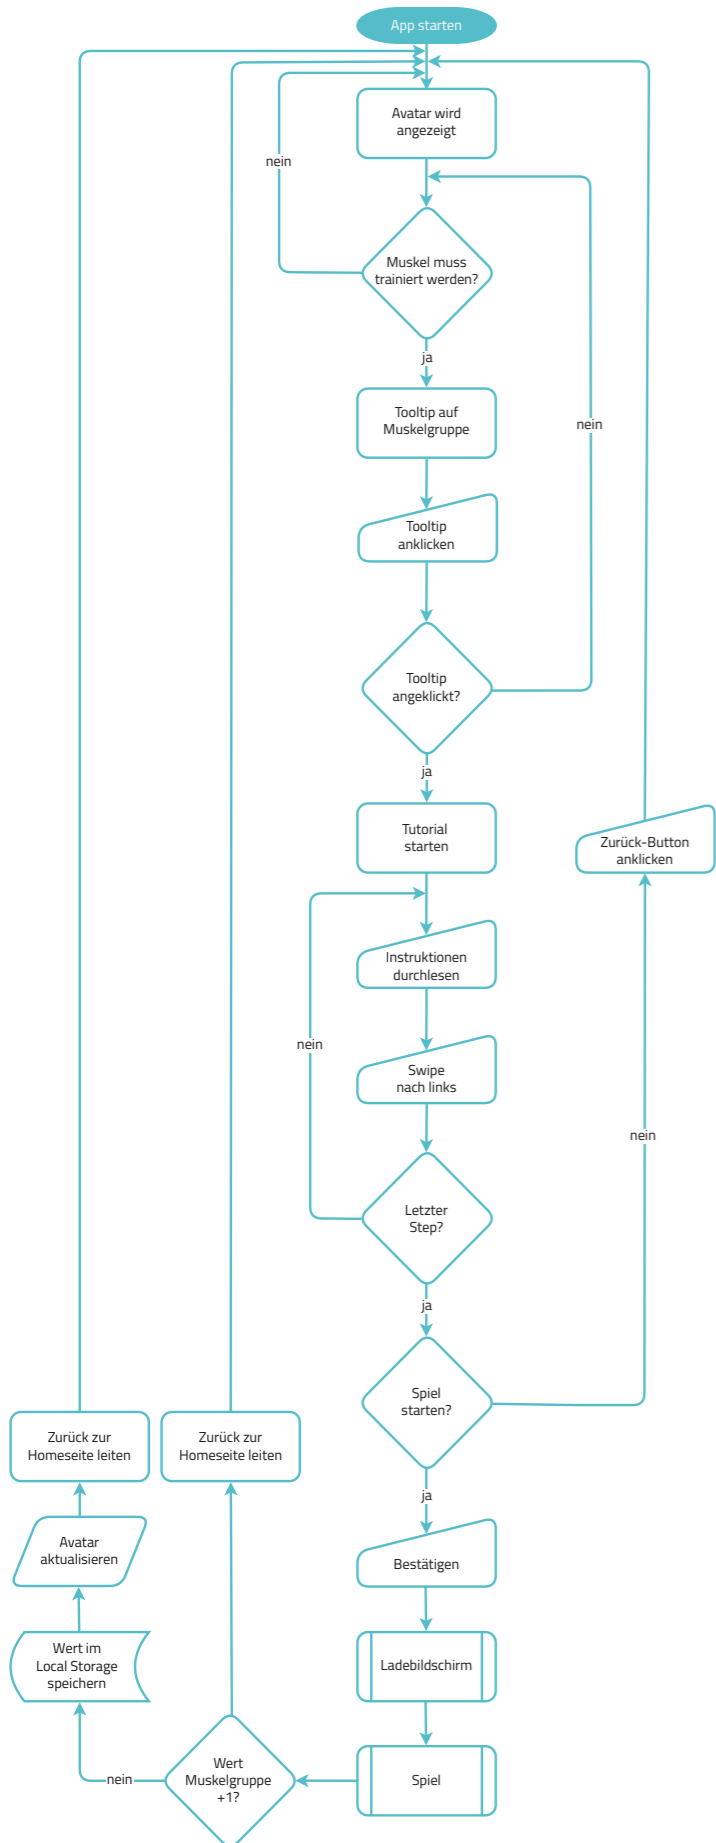 App starten
Avatar wird
angezeigt
nein
Muskel muss
trainiert werden?
ja
Tooltip auf
Muskelgruppe
nein
Tooltip
anklicken
Tooltip
angeklickt?
ja
Tutorial
starten
Zurück-Button
anklicken
Instruktionen
durchlesen
nein
Swipe
nach links
nein
Letzter
Step?
ja
Spiel
starten?
Zurück zur
Homeseite leiten
Zurück zur
Homeseite leiten
ja
Avatar
aktualisieren
Bestätigen
Wert im
Local Storage
speichern
Ladebildschirm
nein
Wert
Muskelgruppe
+1?
Spiel